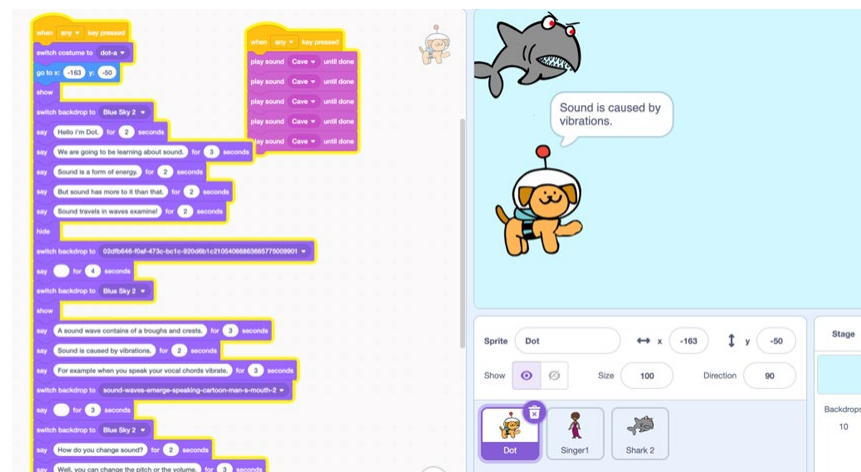 when any key pressed
switch costume to dot-a
go to x: -163 y: -50
show
switch backdrop to Blue Sky 2
say Hello I'm Dot. for 2 seconds
say We are going to be learning about sound. for 3 seconds
say Sound is a form of energy. for 2 seconds
say But sound has more to it than that. for 2 seconds
say Sound travels in waves examine! for 2 seconds
hide
switch backdrop to
say for 4 seconds
switch backdrop to Blue Sky 2
show
say A sound wave contains of a troughs and crests. for 3 seconds
say Sound is caused by vibrations. for 2 seconds
say For example when you speak your vocal chords vibrate. for 3 seconds
switch backdrop to sound-waves-emerge-speaking-cartoon-man-s-mouth-2
say for 3 seconds
switch backdrop to Blue Sky 2
say How do you change sound? for 2 seconds
say Well, you can change the pitch or the volume. for 3 seconds
when any key pressed
play sound Cave until done
play sound Cave until done
play sound Cave until done
play sound Cave until done
play sound Cave until done
Sound is caused by
vibrations.
Sprite Dot x -163 y -50
Show Size 100 Direction 90
Dot Singer1 Shark 2
Stage
Backdrops
10